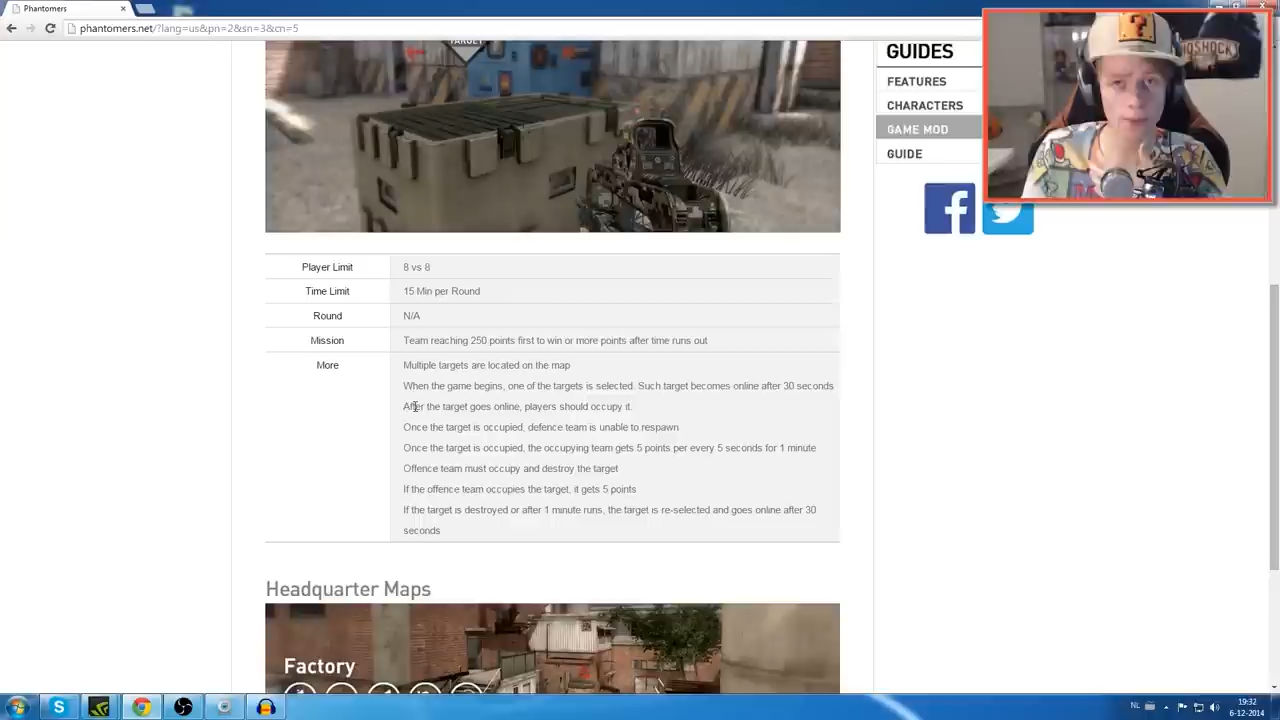 Phantomers
phantomers.net/?lang=us&pn=2&sn=3&cn=5
TARGET
GUIDES
FEATURES
CHARACTERS
GAME MOD
GUIDE
Player Limit 8 vs 8
Time Limit 15 Min per Round
Round N/A
Mission Team reaching 250 points first to win or more points after time runs out
More Multiple targets are located on the map
When the game begins, one of the targets is selected. Such target becomes online after 30 seconds
After the target goes online, players should occupy it.
Once the target is occupied, defence team is unable to respawn
Once the target is occupied, the occupying team gets 5 points per every 5 seconds for 1 minute
Offence team must occupy and destroy the target
If the offence team occupies the target, it gets 5 points
If the target is destroyed or after 1 minute runs, the target is re-selected and goes online after 30
seconds
Headquarter Maps
Factory
NL
19:32
6-12-2014